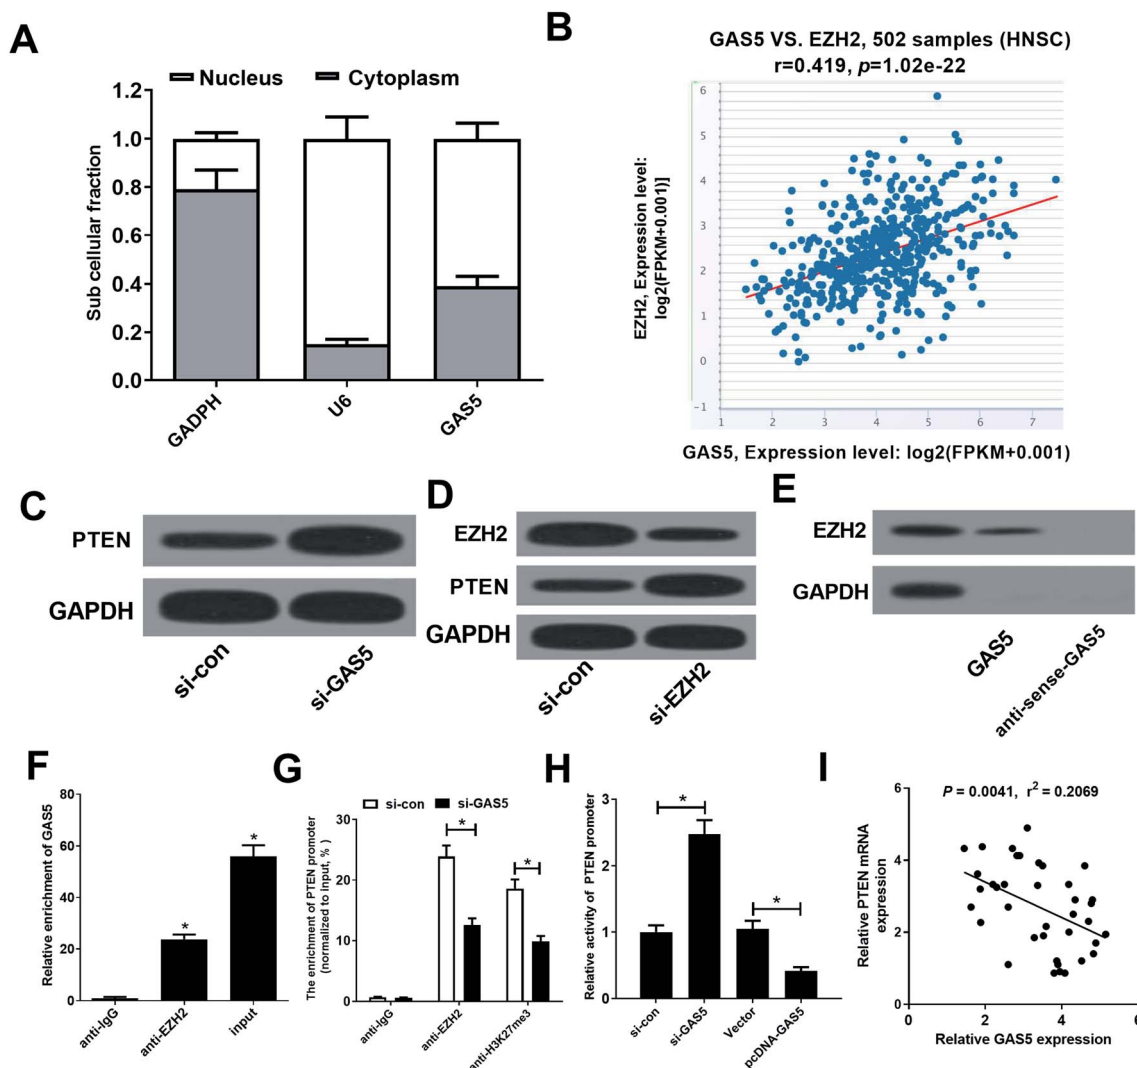 A
Nucleus
Cytoplasm
1.2
1.0
0.8
0.6
0.4
0.2
0.0
Sub cellular fraction
GADPH
U6
GAS5
B
GAS5 VS. EZH2, 502 samples (HNSC)
r=0.419, p=1.02e-22
EZH2, Expression level:
log2(FPKM+0.001)]
6
5
4
3
2
1
0
-1
1
2
3
4
5
6
7
GAS5, Expression level: log2(FPKM+0.001)
C
PTEN
GAPDH
si-con
si-GAS5
D
EZH2
PTEN
GAPDH
si-con
si-EZH2
E
EZH2
GAPDH
GAS5
anti-sense-GAS5
F
Relative enrichment of GAS5
80
60
40
20
0
*
*
anti-IgG
anti-EZH2
input
G
si-con
si-GAS5
The enrichment of PTEN promoter
(normalized to Input, % )
30
20
10
0
*
*
anti-IgG
anti-EZH2
anti-H3K27me3
H
Relative activity of PTEN promoter
3
2
1
0
*
*
si-con
si-GAS5
Vector
pcDNA-GAS5
I
P = 0.0041, r² = 0.2069
Relative PTEN mRNA
expression
6
4
2
0
0
2
4
6
Relative GAS5 expression